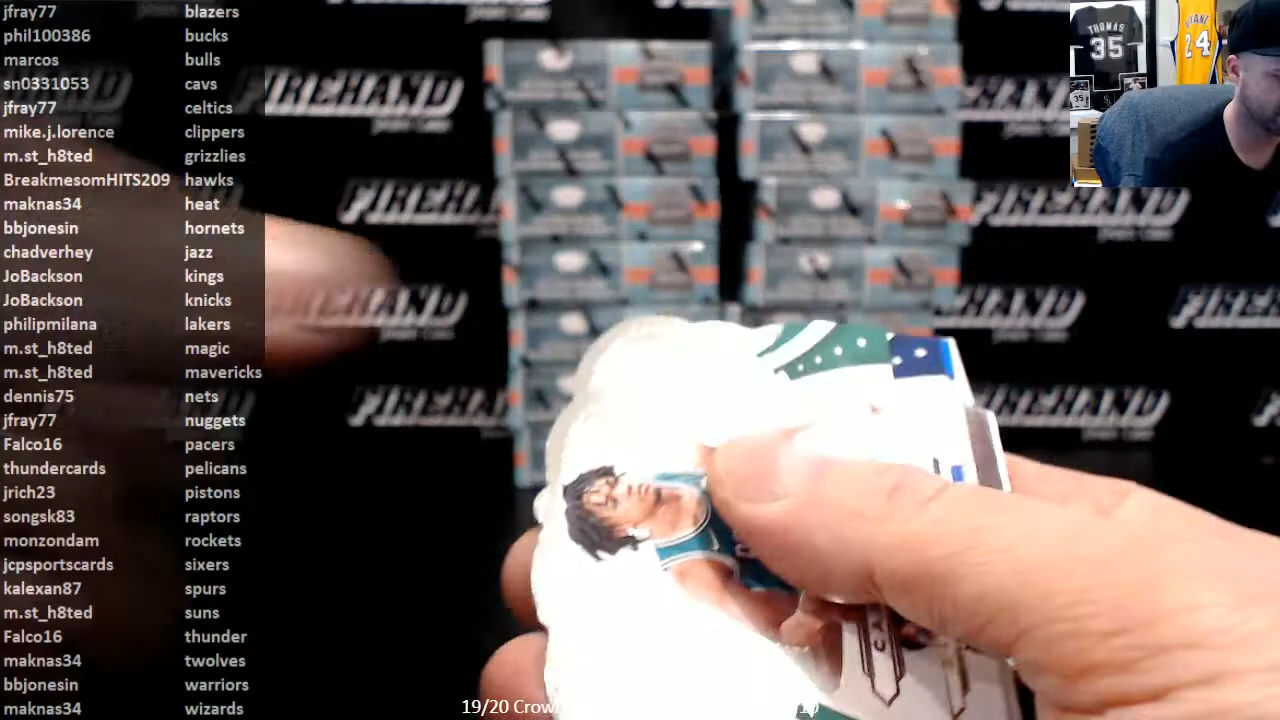 jfray77 blazers
phil100386 bucks
marcos bulls
sn0331053 cavs
jfray77 celtics
mike.j.lorence clippers
m.st_h8ted grizzlies
BreakmesomHITS209 hawks
maknas34 heat
bbjonesin hornets
chadverhey jazz
JoBackson kings
JoBackson knicks
philipmilana lakers
m.st_h8ted magic
m.st_h8ted mavericks
dennis75 nets
jfray77 nuggets
Falco16 pacers
thundercards pelicans
jrich23 pistons
songsk83 raptors
monzondam rockets
jcpsportscards sixers
kalexan87 spurs
m.st_h8ted suns
Falco16 thunder
maknas34 twolves
bbjonesin warriors
maknas34 wizards
THOMAS
35
24
35
FIREHAND
FIREHAND
FIREHAND
FIREHAND
FIREHAND
FIREHAND
19/20